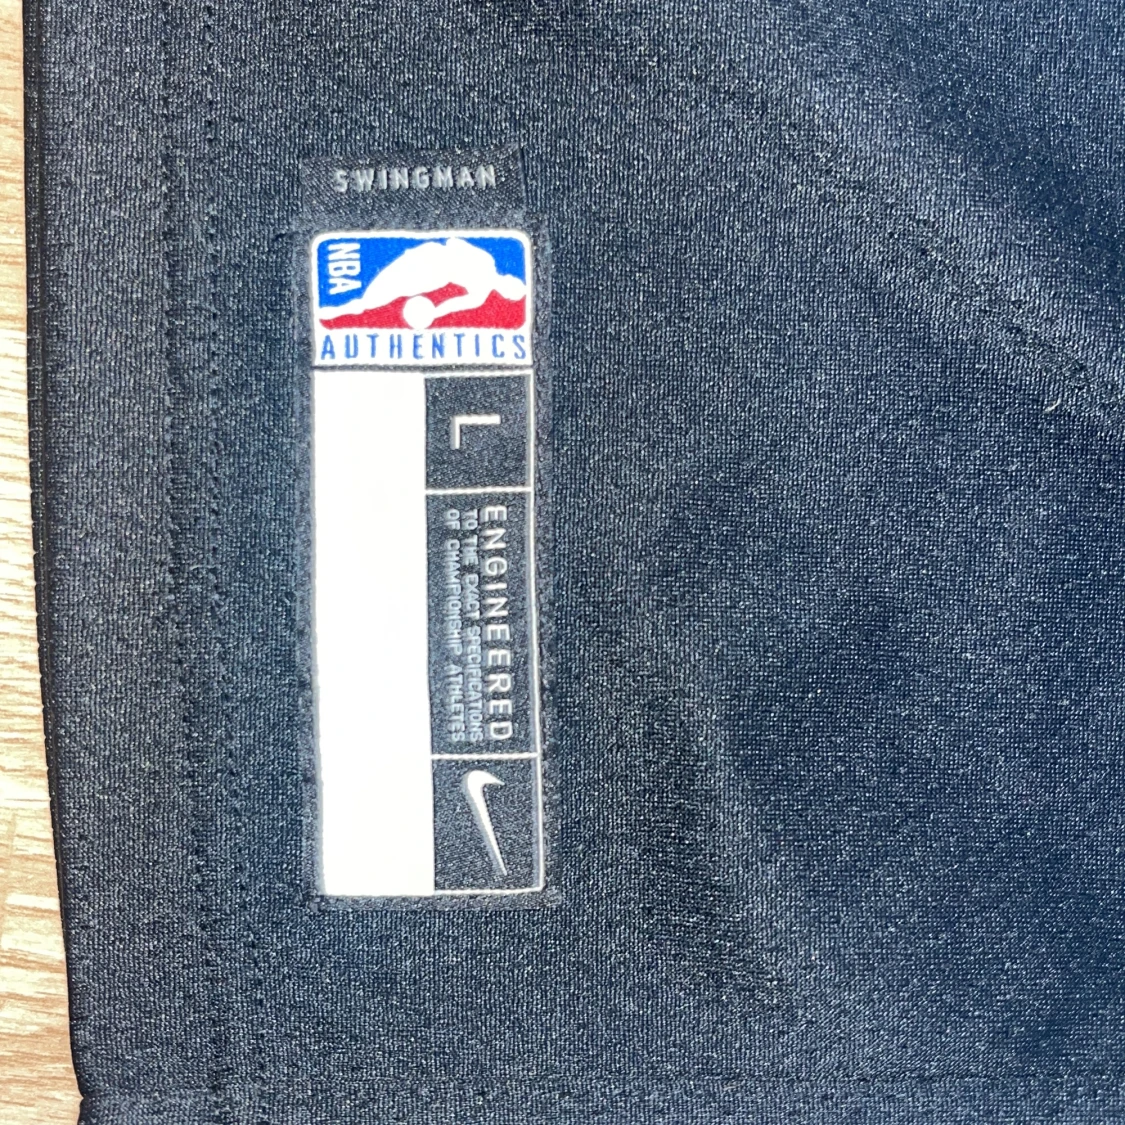 SWINGMAN
NBA
AUTHENTICS
L
ENGINEERED
TO THE EXACT SPECIFICATIONS
OF CHAMPIONSHIP ATHLETES